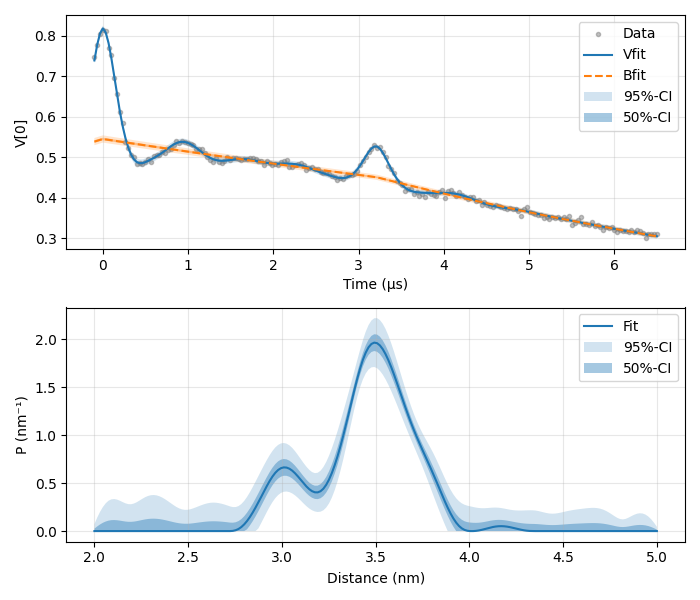 0.8
0.7
0.6
0.5
0.4
0.3
V[0]
Data
Vfit
Bfit
95%-CI
50%-CI
0 1 2 3 4 5 6
Time (μs)
2.0
1.5
1.0
0.5
0.0
P (nm⁻¹)
Fit
95%-CI
50%-CI
2.0 2.5 3.0 3.5 4.0 4.5 5.0
Distance (nm)